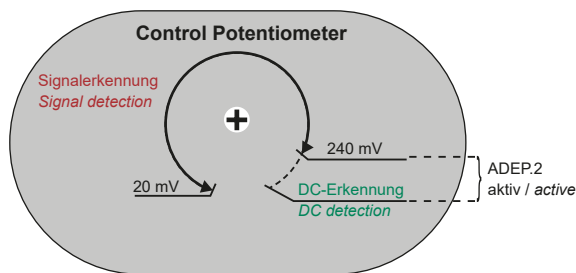 Control Potentiometer
Signalerkennung
Signal detection
240 mV
20 mV
DC-Erkennung
DC detection
ADEP.2
aktiv / active